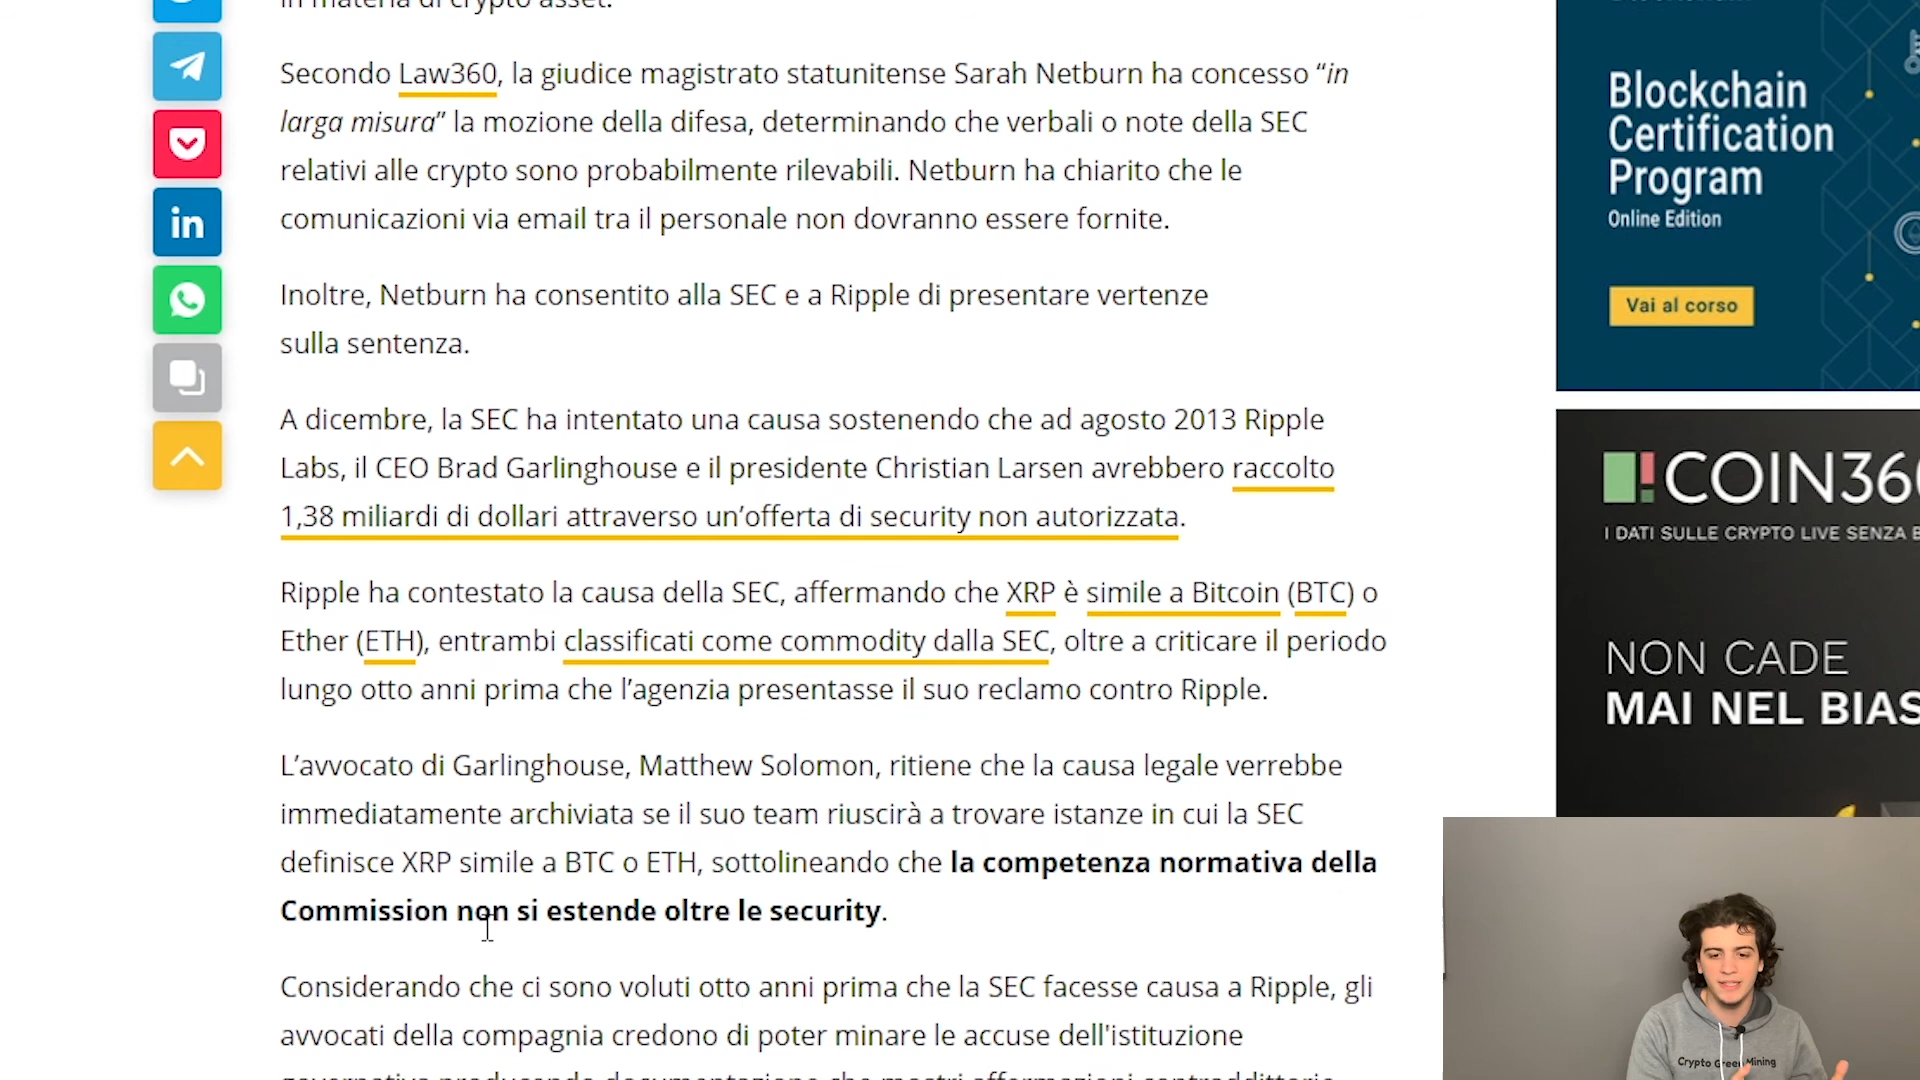 in materia di crypto asset.
Secondo Law360, la giudice magistrato statunitense Sarah Netburn ha concesso “in
larga misura” la mozione della difesa, determinando che verbali o note della SEC
relativi alle crypto sono probabilmente rilevabili. Netburn ha chiarito che le
comunicazioni via email tra il personale non dovranno essere fornite.
Inoltre, Netburn ha consentito alla SEC e a Ripple di presentare vertenze
sulla sentenza.
A dicembre, la SEC ha intentato una causa sostenendo che ad agosto 2013 Ripple
Labs, il CEO Brad Garlinghouse e il presidente Christian Larsen avrebbero raccolto
1,38 miliardi di dollari attraverso un’offerta di security non autorizzata.
Ripple ha contestato la causa della SEC, affermando che XRP è simile a Bitcoin (BTC) o
Ether (ETH), entrambi classificati come commodity dalla SEC, oltre a criticare il periodo
lungo otto anni prima che l’agenzia presentasse il suo reclamo contro Ripple.
L’avvocato di Garlinghouse, Matthew Solomon, ritiene che la causa legale verrebbe
immediatamente archiviata se il suo team riuscirà a trovare istanze in cui la SEC
definisce XRP simile a BTC o ETH, sottolineando che la competenza normativa della
Commission non si estende oltre le security.
Considerando che ci sono voluti otto anni prima che la SEC facesse causa a Ripple, gli
avvocati della compagnia credono di poter minare le accuse dell'istituzione
in
Blockchain
Certification
Program
Online Edition
Vai al corso
COIN360
I DATI SULLE CRYPTO LIVE SENZA B
NON CADE
MAI NEL BIAS
Crypto Green Mining